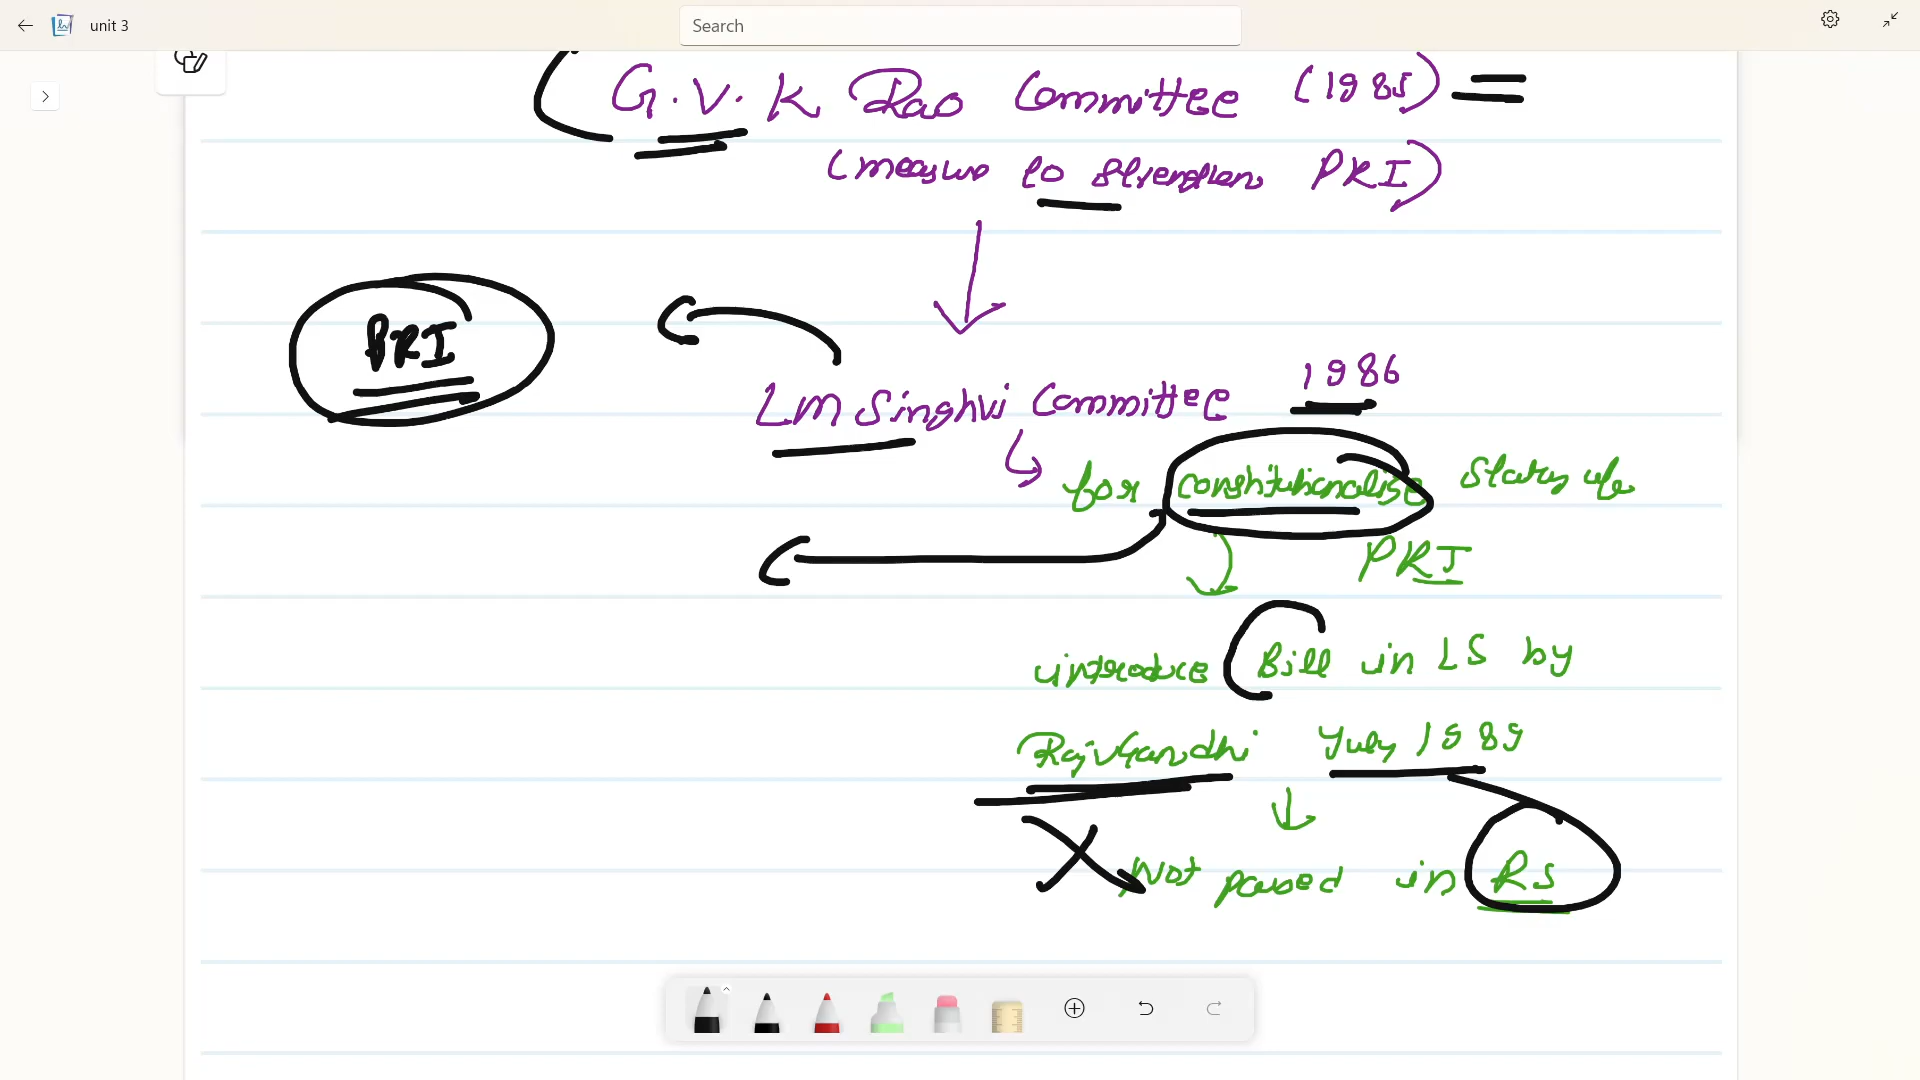 unit 3
Search
G.V.K Rao Committee (1985) =
(measure to strengthen PRI)
PRI
1986
LM Singhvi Committee
for constitutionalise status of
PRI
introduce Bill in LS by
Rajiv Gandhi July 1989
Not passed in RS